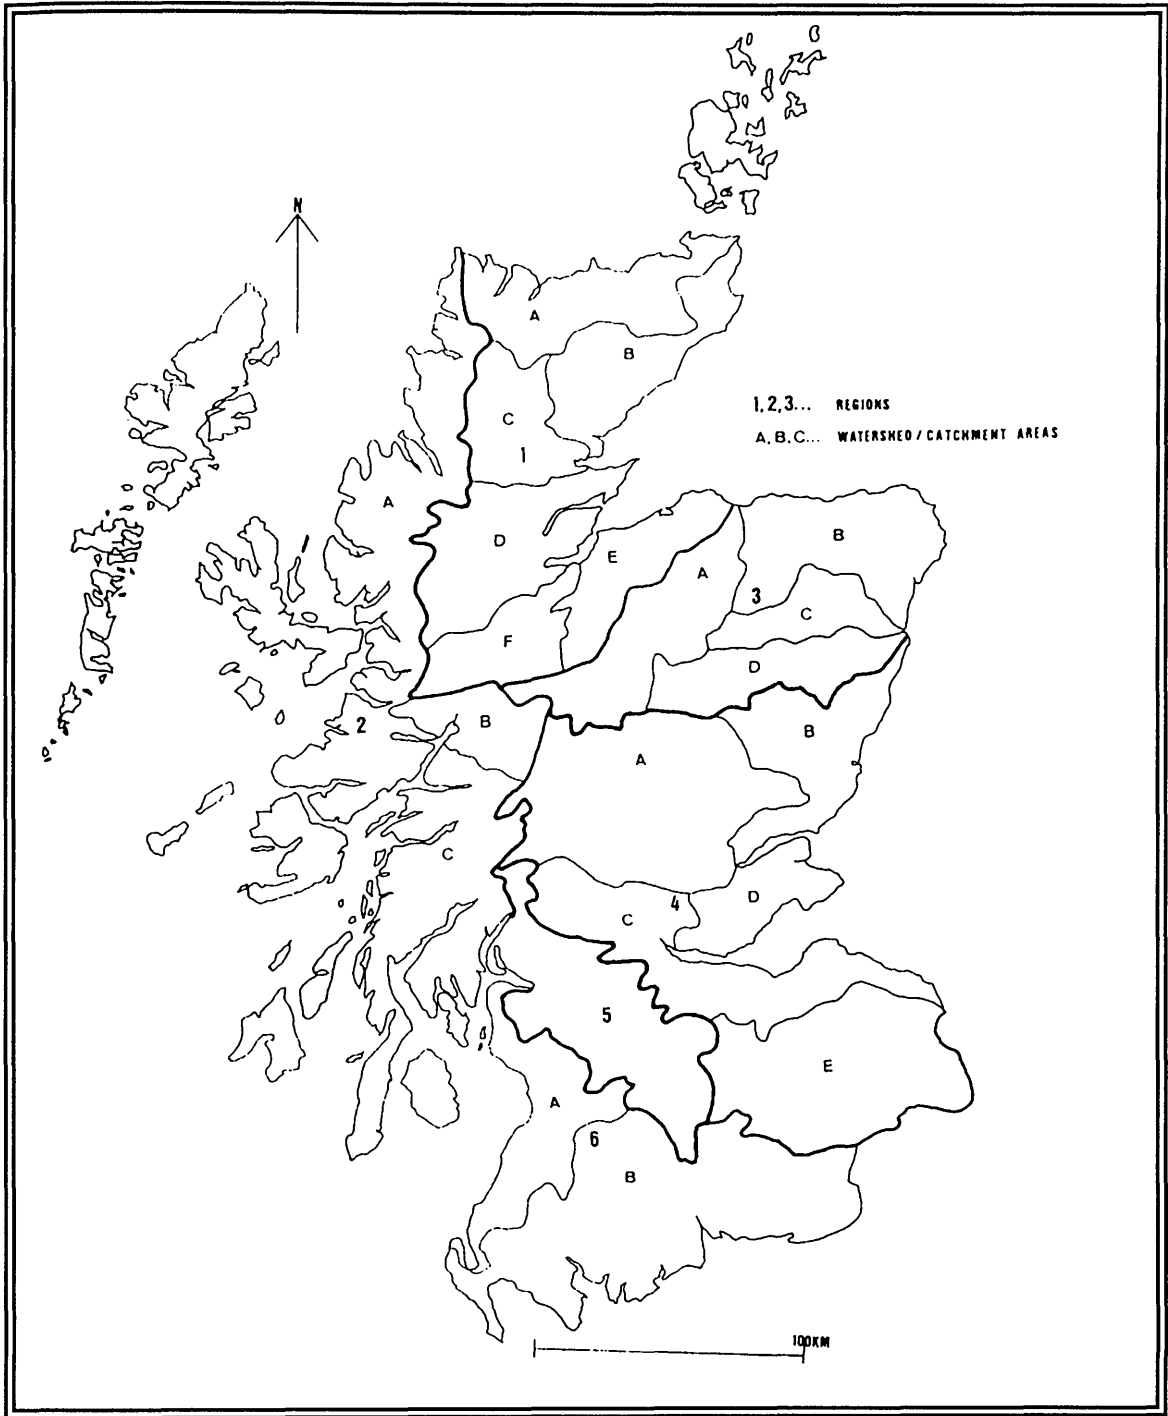 N
A
B
1,2,3... REGIONS
C
A,B,C... WATERSHED/CATCHMENT AREAS
1
A
D
B
E
A
3
C
F
D
2
B
B
A
C
4
D
C
5
E
A
6
B
100KM